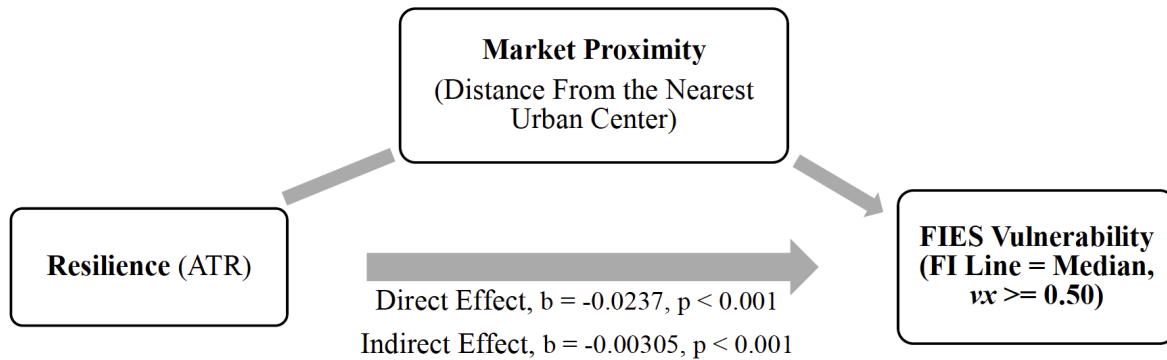 Market Proximity
(Distance From the Nearest
Urban Center)
Resilience (ATR)
FIES Vulnerability
(FI Line = Median,
vx >= 0.50)
Direct Effect, b = -0.0237, p < 0.001
Indirect Effect, b = -0.00305, p < 0.001